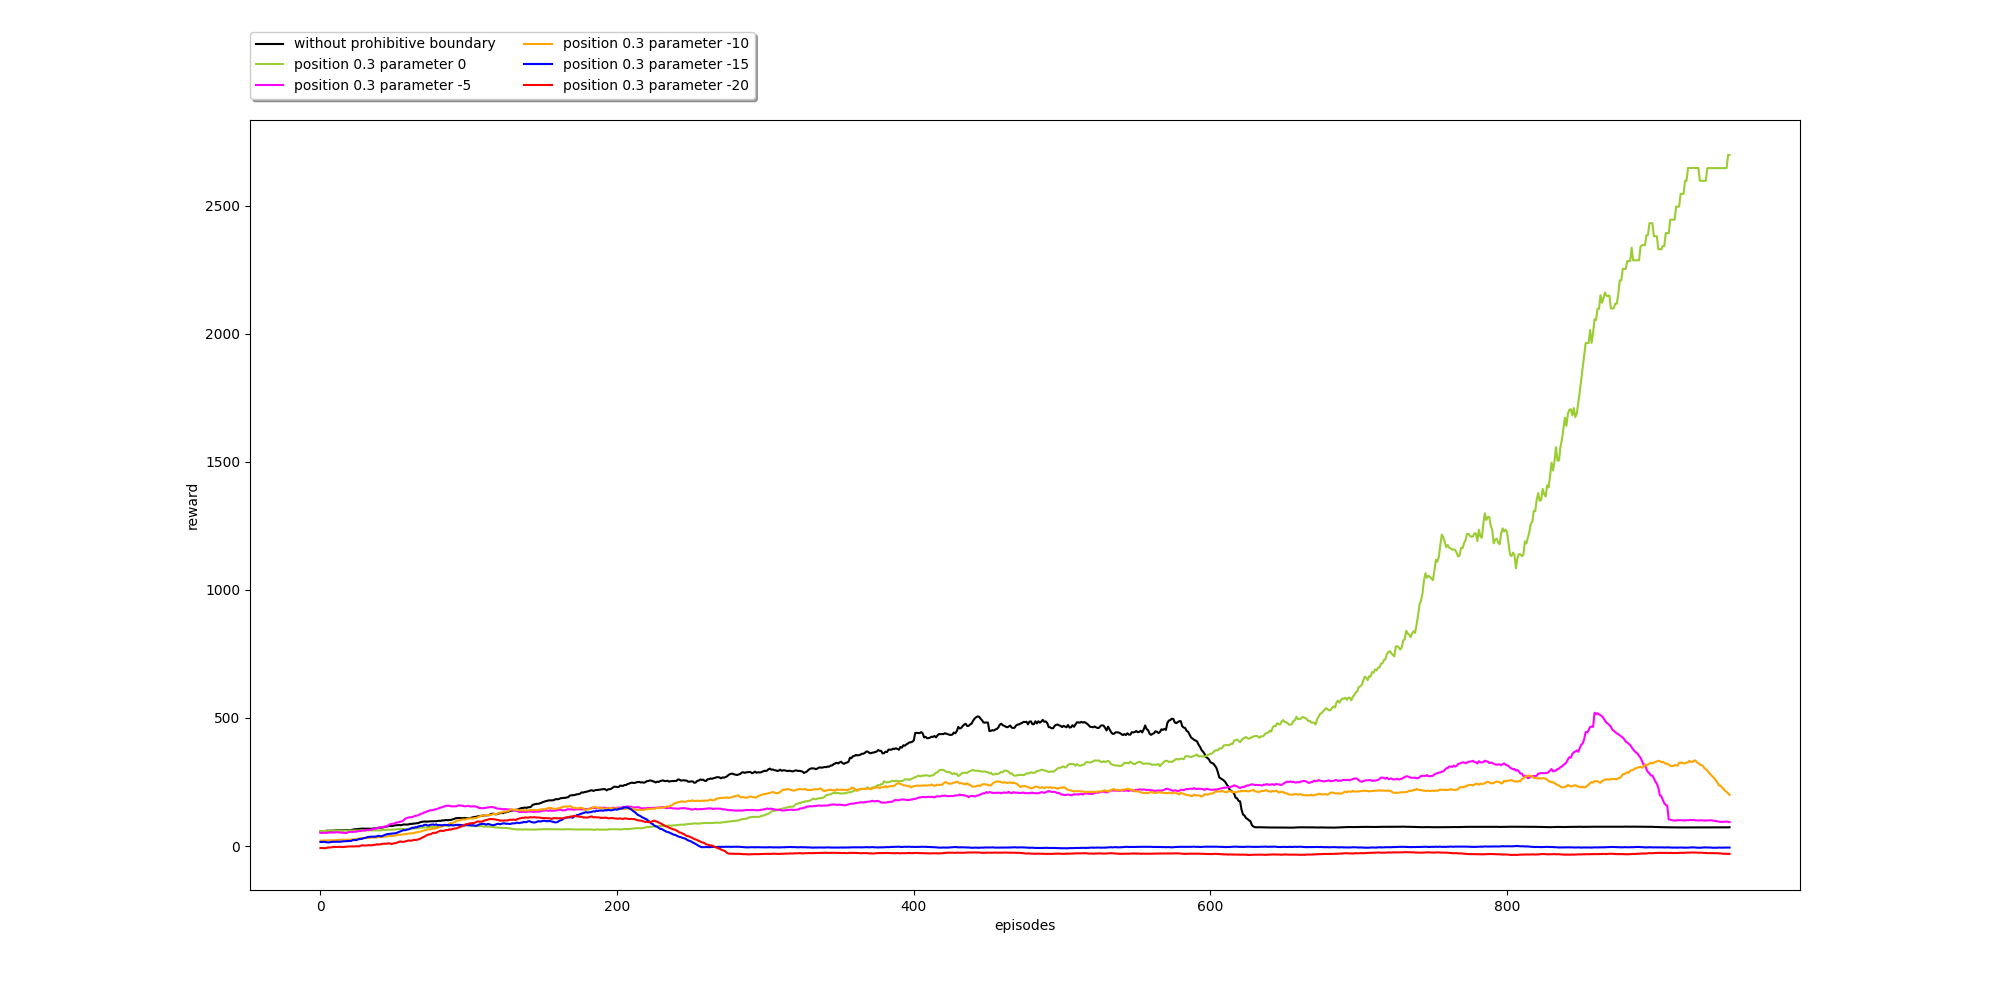 without prohibitive boundary
position 0.3 parameter 0
position 0.3 parameter -5
position 0.3 parameter -10
position 0.3 parameter -15
position 0.3 parameter -20
2500
2000
1500
1000
500
0
reward
0 200 400 600 800
episodes